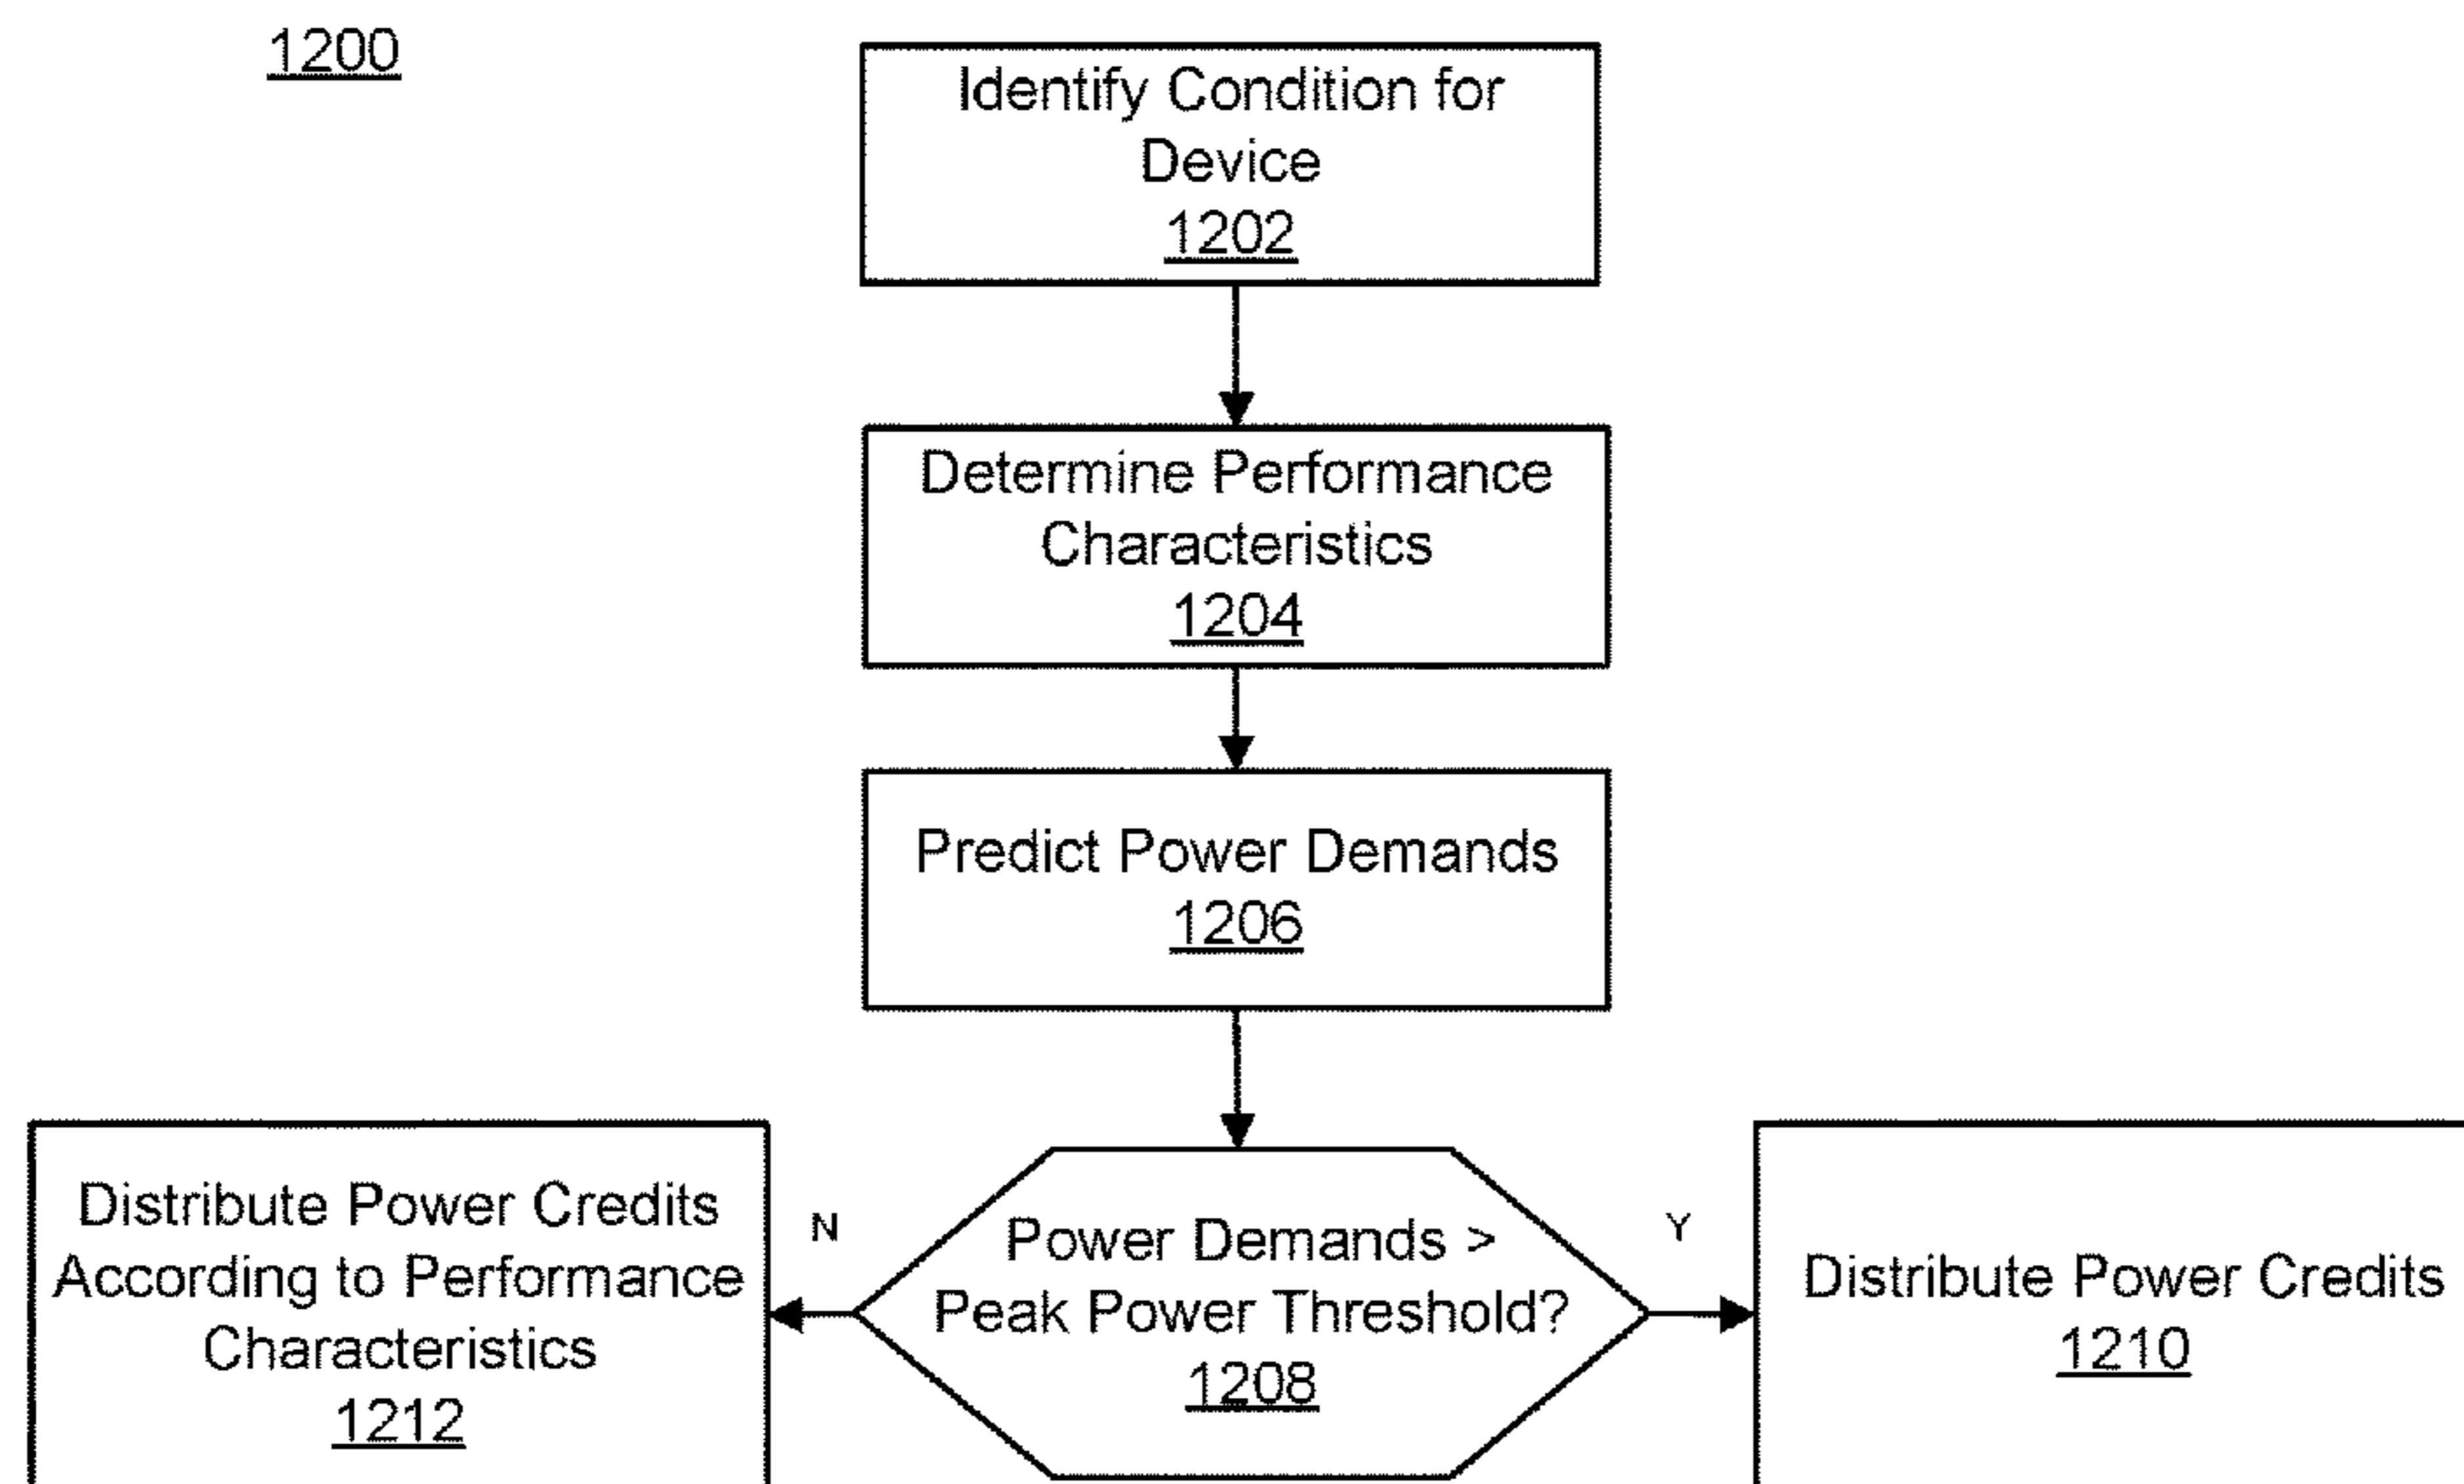 1200
Identify Condition for
Device
1202
Determine Performance
Characteristics
1204
Predict Power Demands
1206
Distribute Power Credits
According to Performance
Characteristics
1212
N
Power Demands >
Peak Power Threshold?
1208
Y
Distribute Power Credits
1210